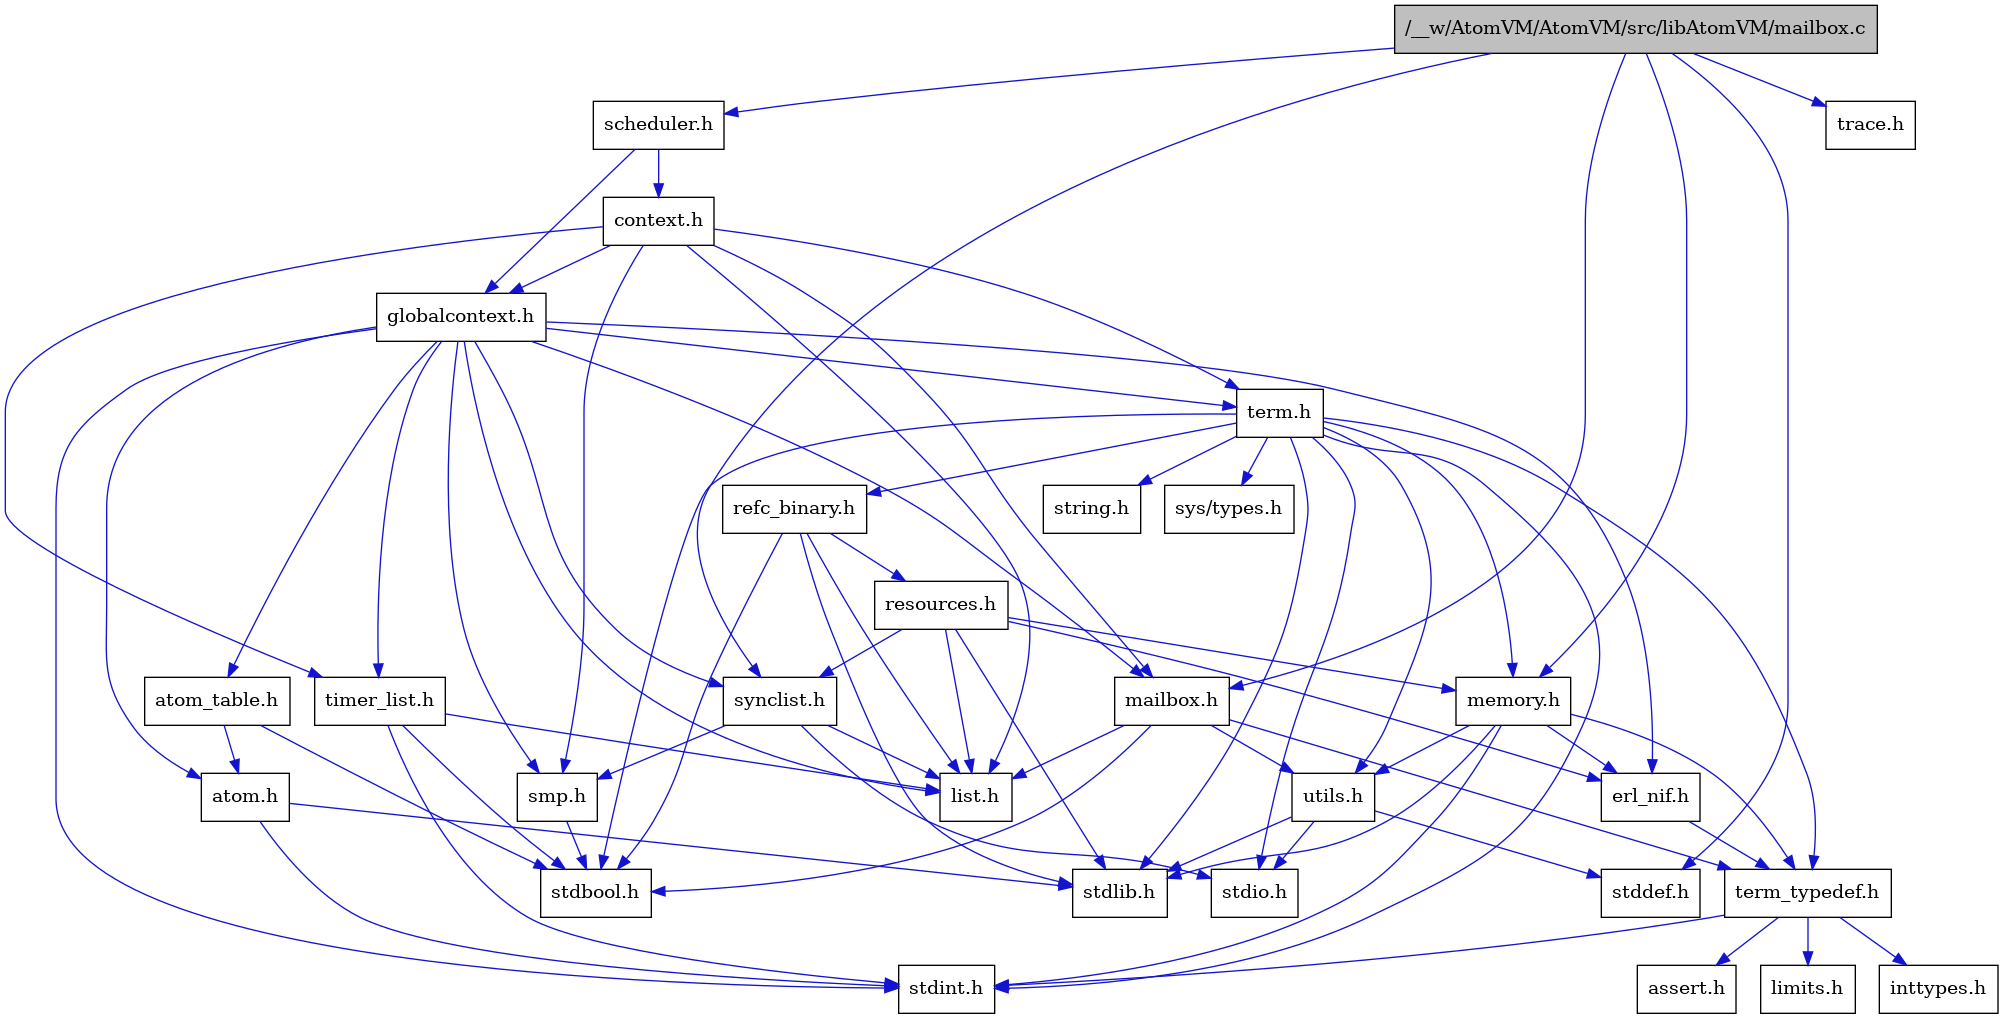 /__w/AtomVM/AtomVM/src/libAtomVM/mailbox.c
scheduler.h
trace.h
context.h
globalcontext.h
term.h
refc_binary.h
string.h
sys/types.h
resources.h
atom_table.h
timer_list.h
synclist.h
mailbox.h
memory.h
atom.h
smp.h
list.h
utils.h
erl_nif.h
stdbool.h
stdlib.h
stdio.h
stddef.h
term_typedef.h
stdint.h
assert.h
limits.h
inttypes.h